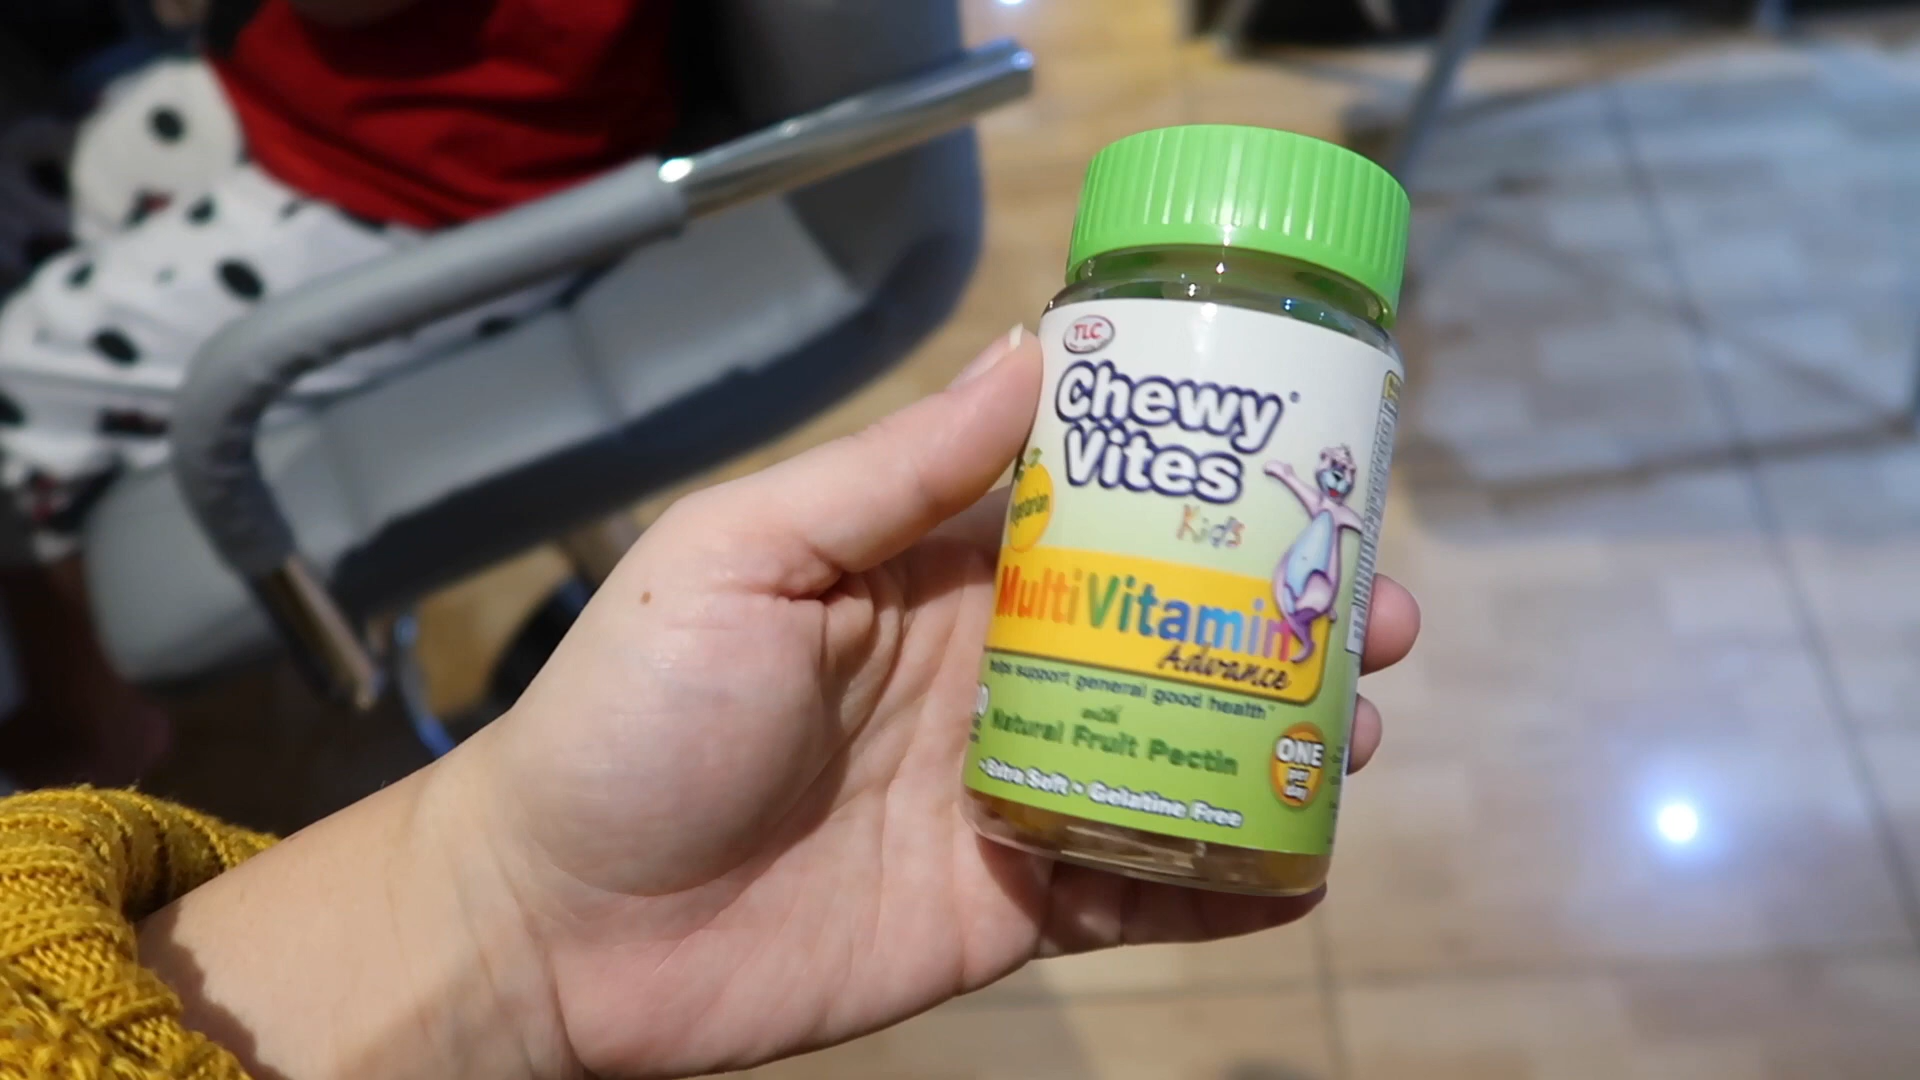 TLC
Chewy
Vites
Kids
Vegetarian
MultiVitamin
Advance
helps support general good health
with
Natural Fruit Pectin
• Extra Soft • Gelatine Free
ONE
per
day